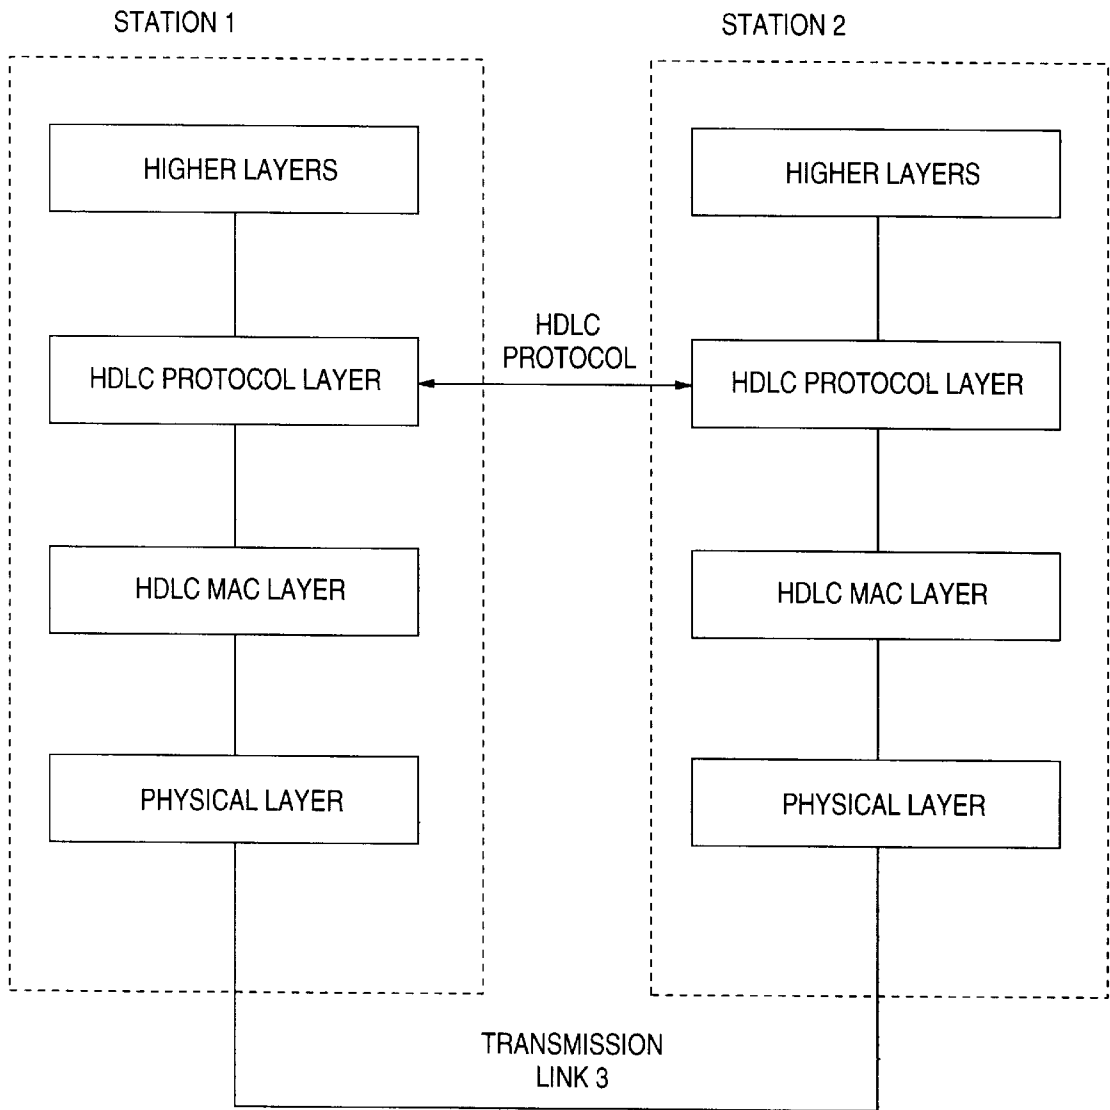 STATION 1
STATION 2
HIGHER LAYERS
HIGHER LAYERS
HDLC
PROTOCOL
HDLC PROTOCOL LAYER
HDLC PROTOCOL LAYER
HDLC MAC LAYER
HDLC MAC LAYER
PHYSICAL LAYER
PHYSICAL LAYER
TRANSMISSION
LINK 3